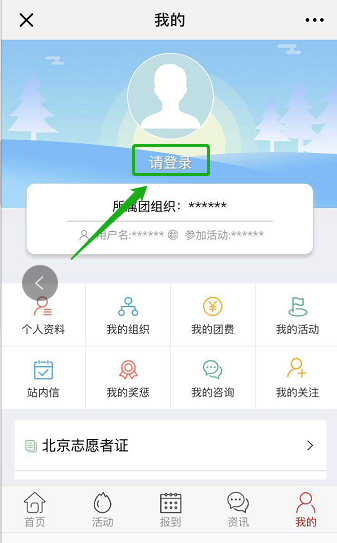 我的
请登录
所属团组织：******
用户名:****** 参加活动:******
个人资料 我的组织 我的团费 我的活动
站内信 我的奖惩 我的咨询 我的关注
北京志愿者证
首页 活动 报到 资讯 我的